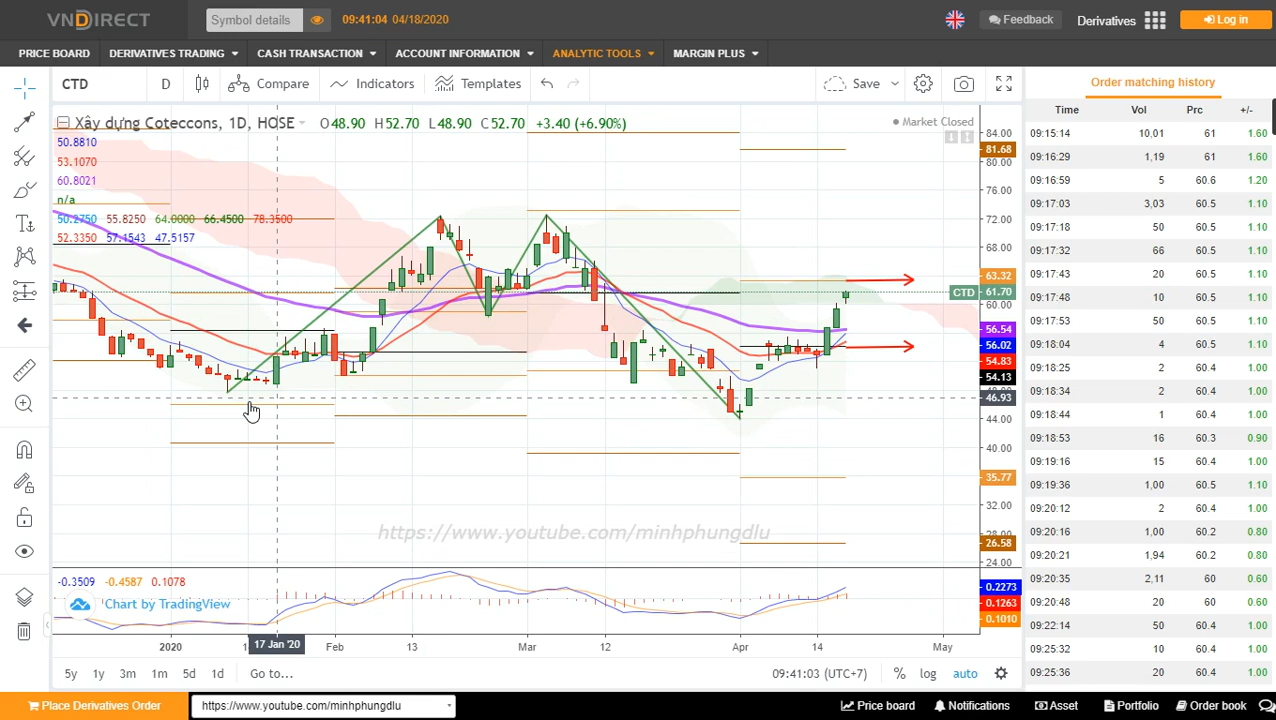 VNDIRECT
Symbol details
09:41:04 04/18/2020
Feedback
Derivatives
Log in
PRICE BOARD
DERIVATIVES TRADING
CASH TRANSACTION
ACCOUNT INFORMATION
ANALYTIC TOOLS
MARGIN PLUS
CTD
D
Compare
Indicators
Templates
Save
Xây dựng Coteccons, 1D, HOSE
O48.90 H52.70 L48.90 C52.70 +3.40 (+6.90%)
Market Closed
50.8810
53.1070
60.8021
n/a
50.2750 55.8250 64.0000 66.4500 78.3500
52.3350 57.1543 47.5157
84.00
81.68
80.00
76.00
72.00
68.00
63.32
CTD 61.70
60.00
56.54
56.02
54.83
54.13
46.93
44.00
40.00
35.77
32.00
28.00
26.58
24.00
https://www.youtube.com/minhphungdlu
-0.3509 -0.4587 0.1078
Chart by TradingView
0.2273
0.1263
0.1010
2020
17 Jan '20
Feb
13
Mar
12
Apr
14
May
5y 1y 3m 1m 5d 1d Go to...
09:41:03 (UTC+7)
% log auto
Order matching history
Time Vol Prc +/-
09:15:14 10,01 61 1.60
09:16:29 1,19 61 1.60
09:16:59 5 60.6 1.20
09:17:03 3,03 60.5 1.10
09:17:18 50 60.5 1.10
09:17:32 66 60.5 1.10
09:17:43 20 60.5 1.10
09:17:48 10 60.5 1.10
09:17:53 50 60.5 1.10
09:18:04 4 60.5 1.10
09:18:25 2 60.4 1.00
09:18:34 2 60.4 1.00
09:18:44 1 60.4 1.00
09:18:53 16 60.3 0.90
09:19:16 15 60.4 1.00
09:19:36 1,00 60.5 1.10
09:20:12 2 60.4 1.00
09:20:16 1,00 60.2 0.80
09:20:21 1,94 60.2 0.80
09:20:35 2,11 60 0.60
09:20:48 20 60 0.60
09:22:14 50 60.4 1.00
09:25:32 10 60.4 1.00
09:25:36 20 60.4 1.00
Place Derivatives Order
https://www.youtube.com/minhphungdlu
Price board
Notifications
Asset
Portfolio
Order book